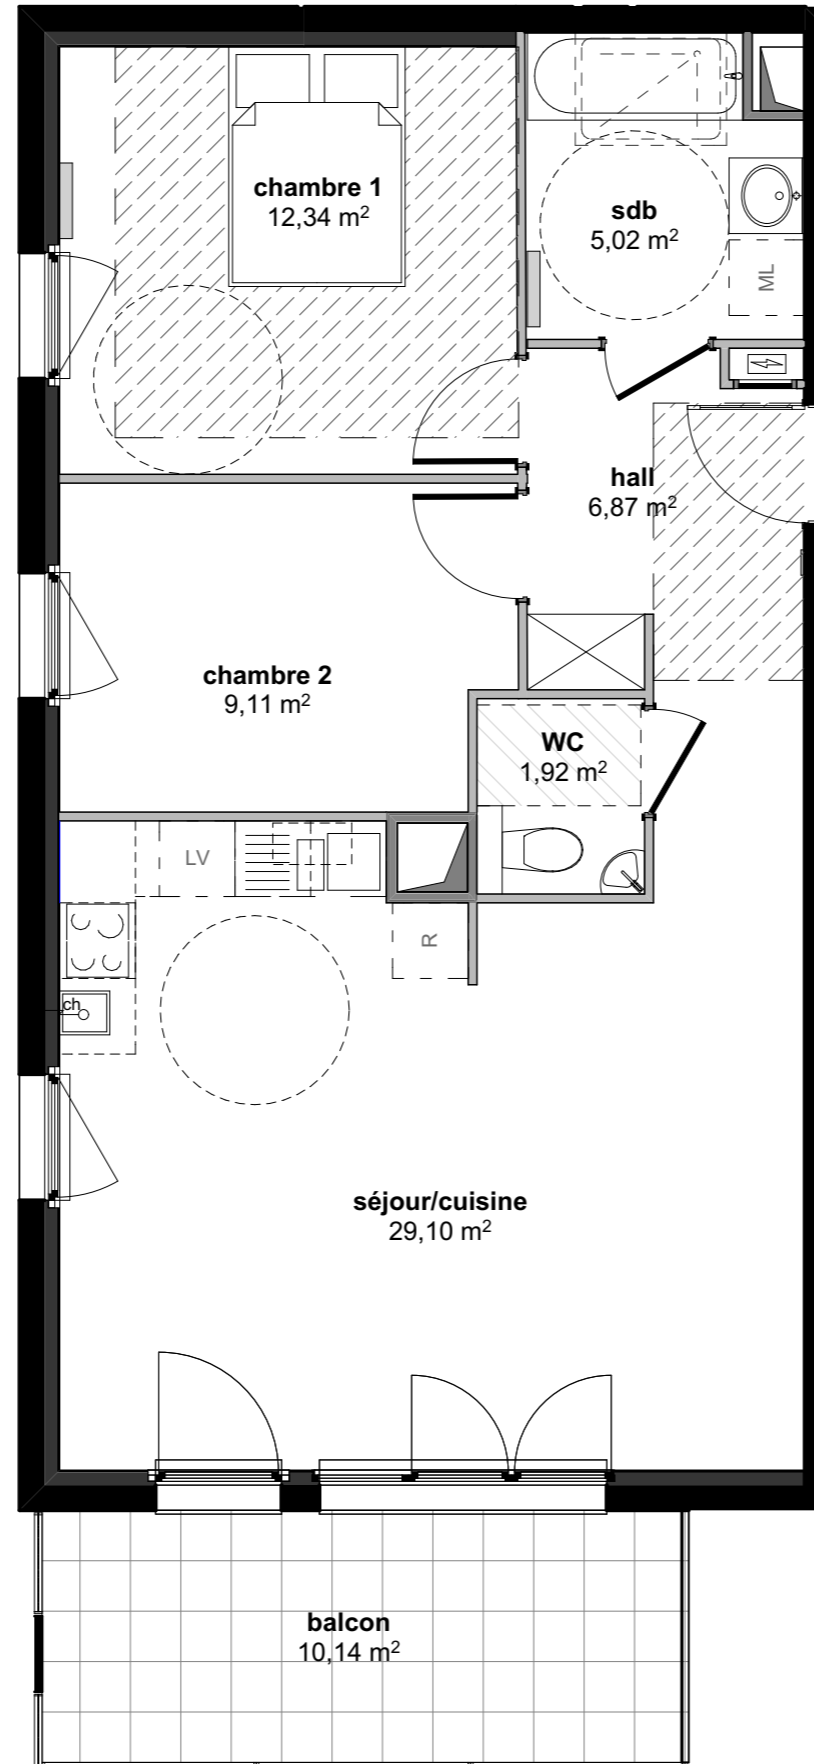 chambre 1
12,34 m²
sdb
5,02 m²
ML
hall
6,87 m²
chambre 2
9,11 m²
WC
1,92 m²
LV
R
ch
séjour/cuisine
29,10 m²
balcon
10,14 m²